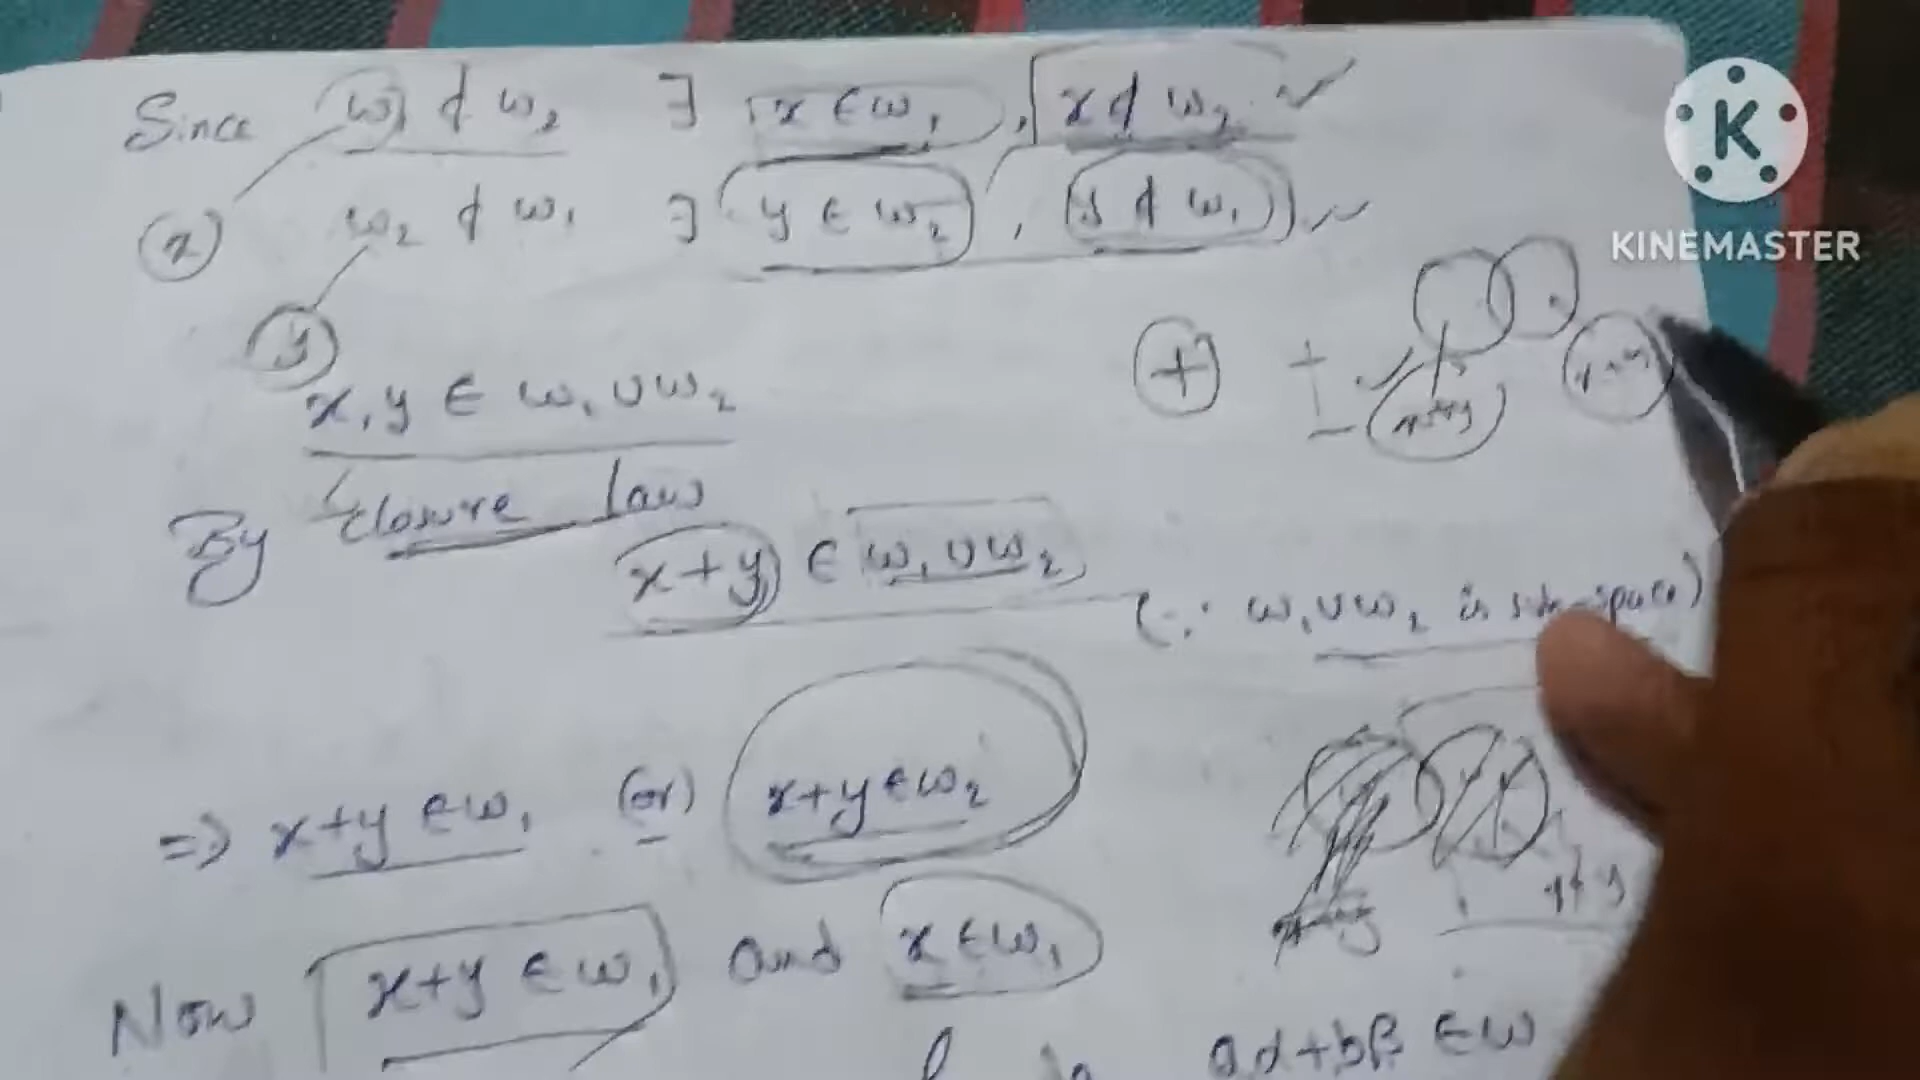 Since w₁ ⊄ w₂ ∃ x ∈ w₁, x ∉ w₂ ✓
(x) w₂ ⊄ w₁ ∃ y ∈ w₂, y ∉ w₁ ✓
KINEMASTER
(y)
x, y ∈ w₁ ∪ w₂
+ + − x+y x+y
By closure law
x+y ∈ w₁ ∪ w₂ (∵ w₁ ∪ w₂ is sub-space)
⇒ x+y ∈ w₁ (or) x+y ∈ w₂
x+y
Now x+y ∈ w₁ and x ∈ w₁
aα+bβ ∈ w